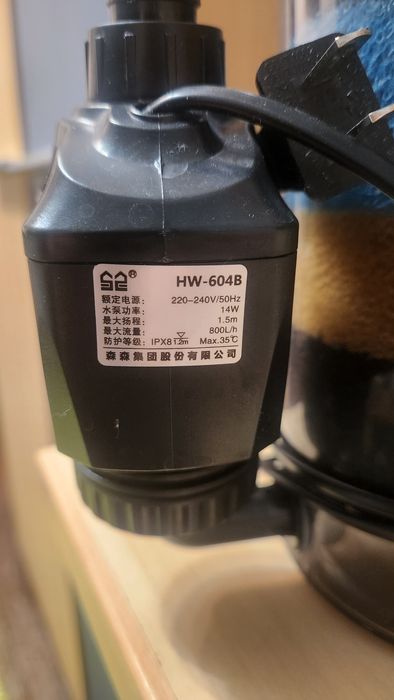 HW-604B
额定电源: 220-240V/50Hz
水泵功率: 14W
最大扬程: 1.5m
最大流量: 800L/h
防护等级: IPX8 1.2m Max.35℃
森森集团股份有限公司